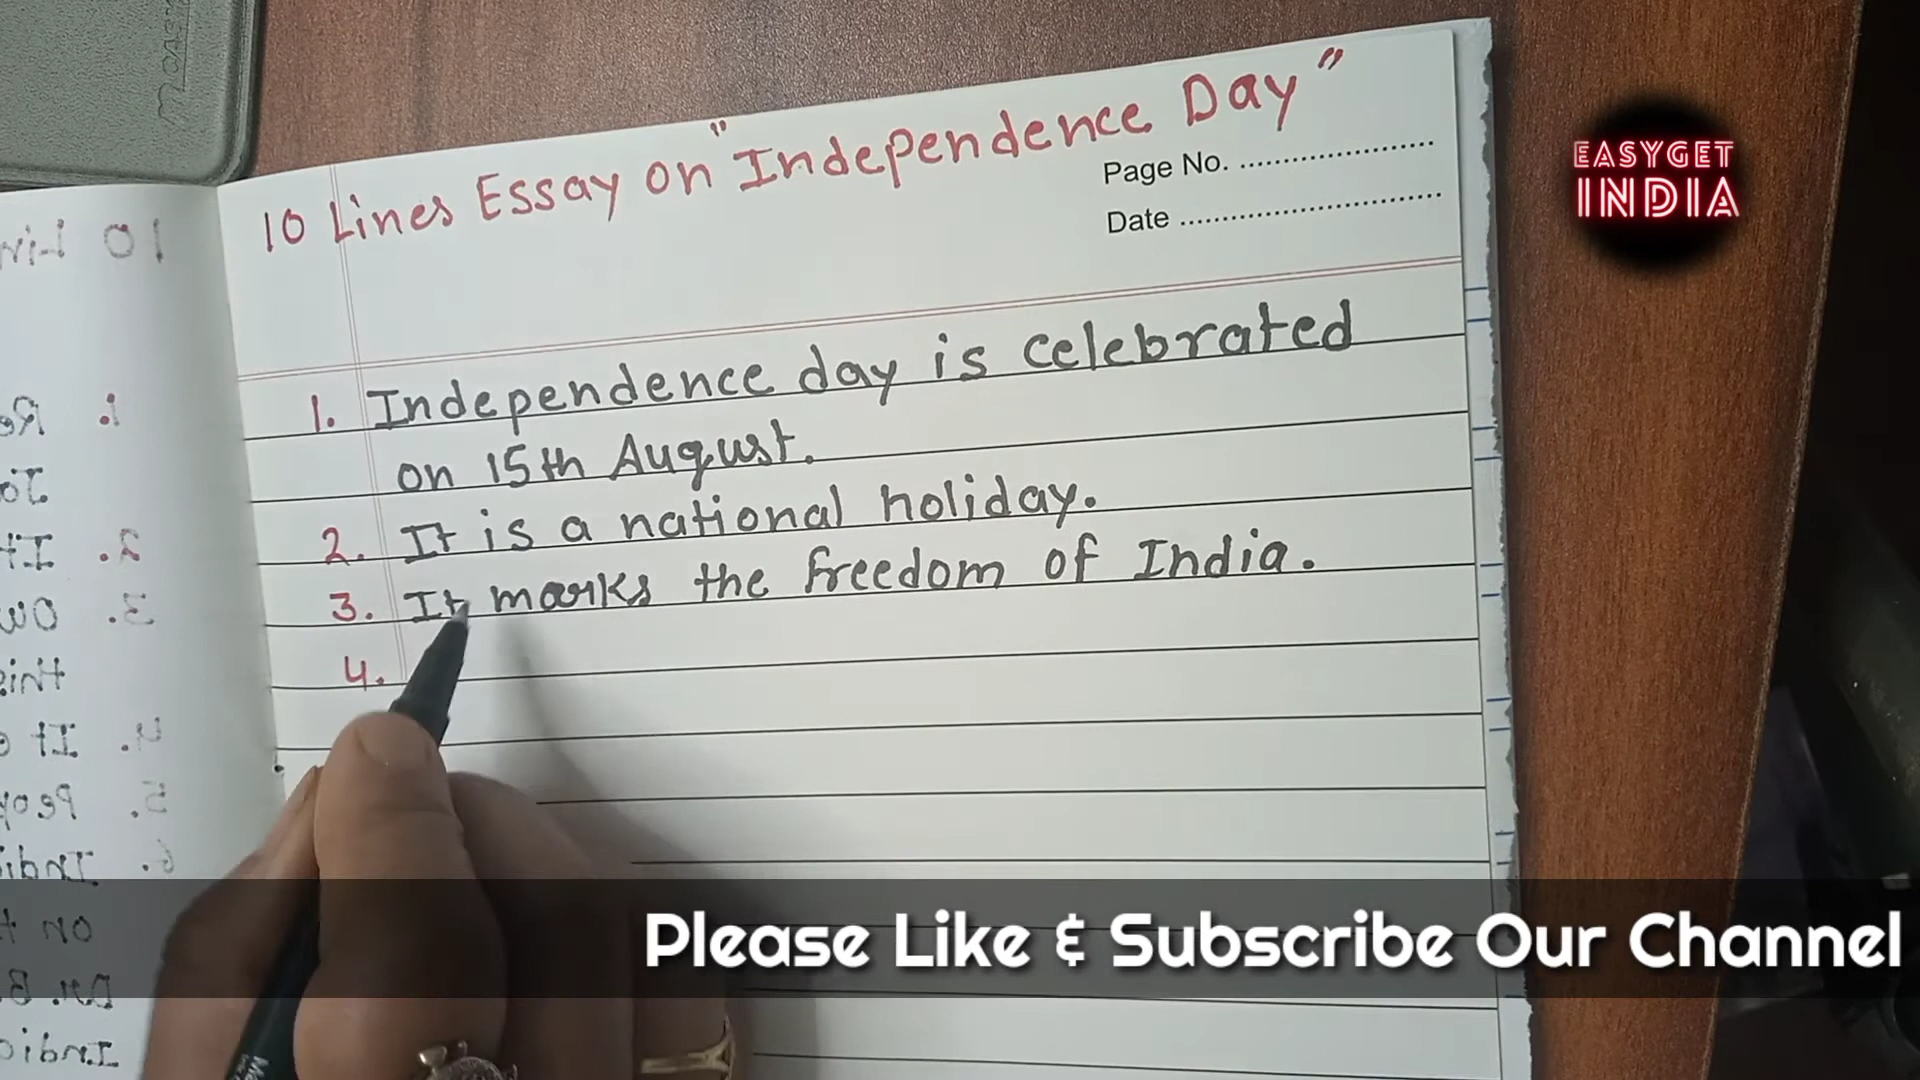 10 Lines Essay on "Independence Day"
Page No.
Date
1. Independence day is celebrated
on 15th August.
2. It is a national holiday.
3. It marks the freedom of India.
4.
EASYGET
INDIA
Please Like & Subscribe Our Channel